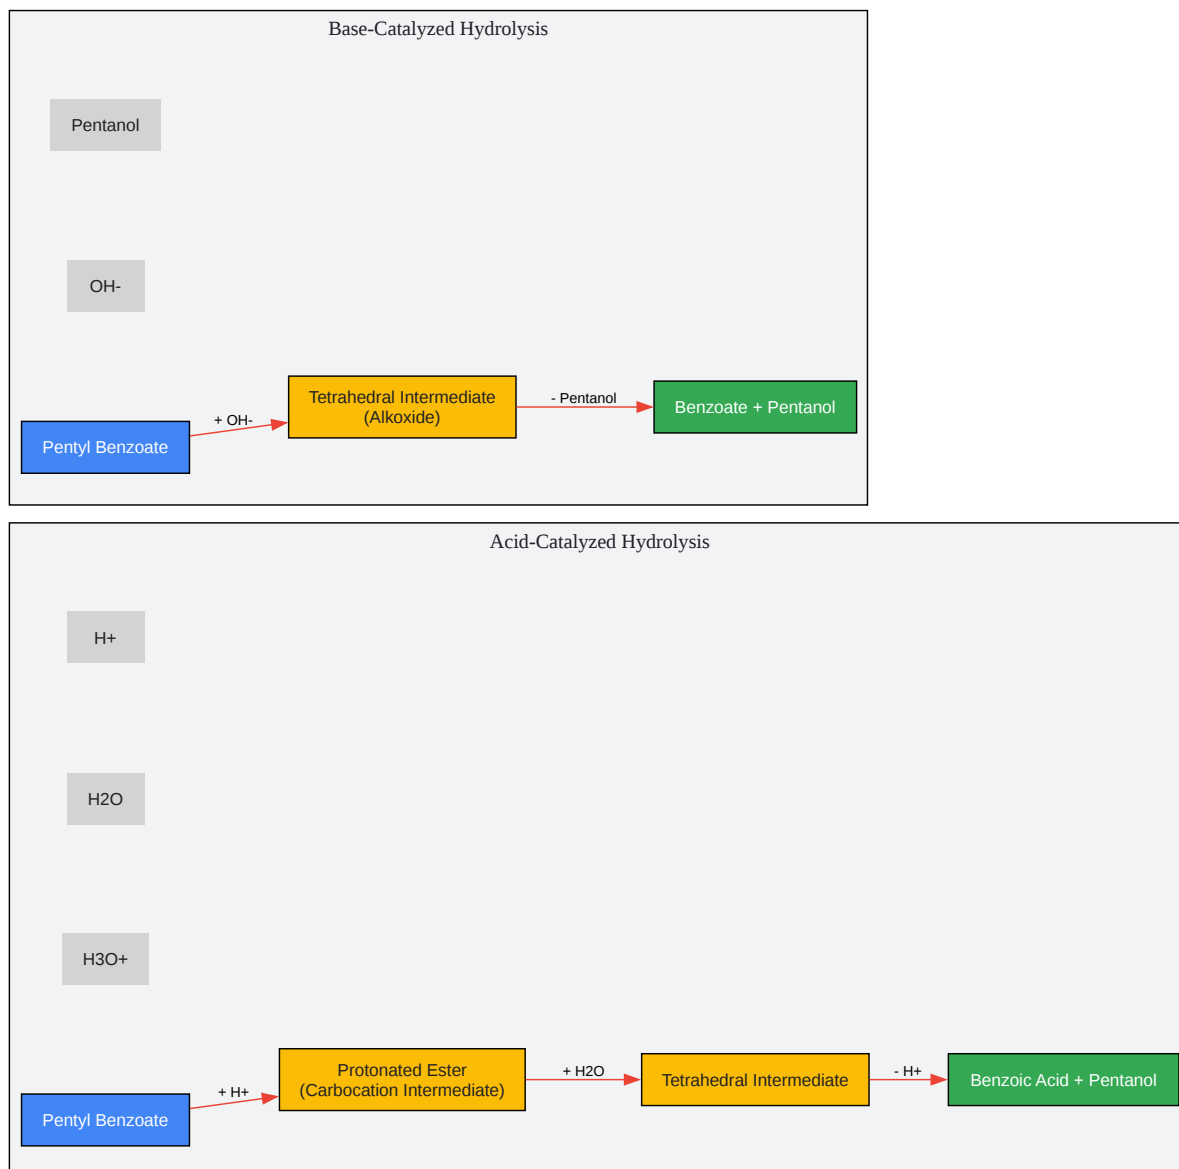 Base-Catalyzed Hydrolysis
Pentanol
OH-
Pentyl Benzoate
+ OH-
Tetrahedral Intermediate
(Alkoxide)
- Pentanol
Benzoate + Pentanol
Acid-Catalyzed Hydrolysis
H+
H2O
H3O+
Pentyl Benzoate
+ H+
Protonated Ester
(Carbocation Intermediate)
+ H2O
Tetrahedral Intermediate
- H+
Benzoic Acid + Pentanol